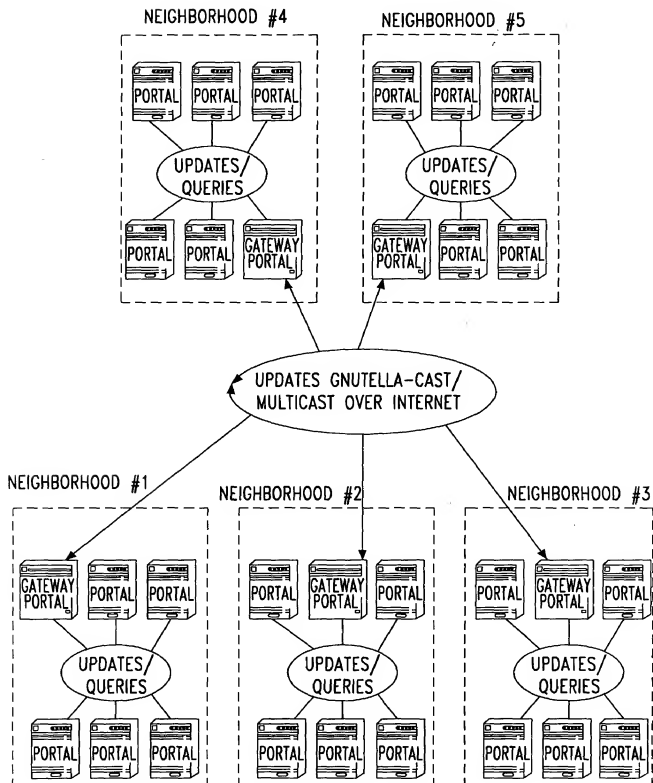 NEIGHBORHOOD #4
NEIGHBORHOOD #5
PORTAL PORTAL PORTAL
PORTAL PORTAL PORTAL
UPDATES/
QUERIES
UPDATES/
QUERIES
PORTAL PORTAL GATEWAY
PORTAL
GATEWAY
PORTAL PORTAL PORTAL
UPDATES GNUTELLA-CAST/
MULTICAST OVER INTERNET
NEIGHBORHOOD #1
NEIGHBORHOOD #2
NEIGHBORHOOD #3
GATEWAY
PORTAL PORTAL PORTAL
PORTAL GATEWAY
PORTAL PORTAL
PORTAL GATEWAY
PORTAL PORTAL
UPDATES/
QUERIES
UPDATES/
QUERIES
UPDATES/
QUERIES
PORTAL PORTAL PORTAL
PORTAL PORTAL PORTAL
PORTAL PORTAL PORTAL